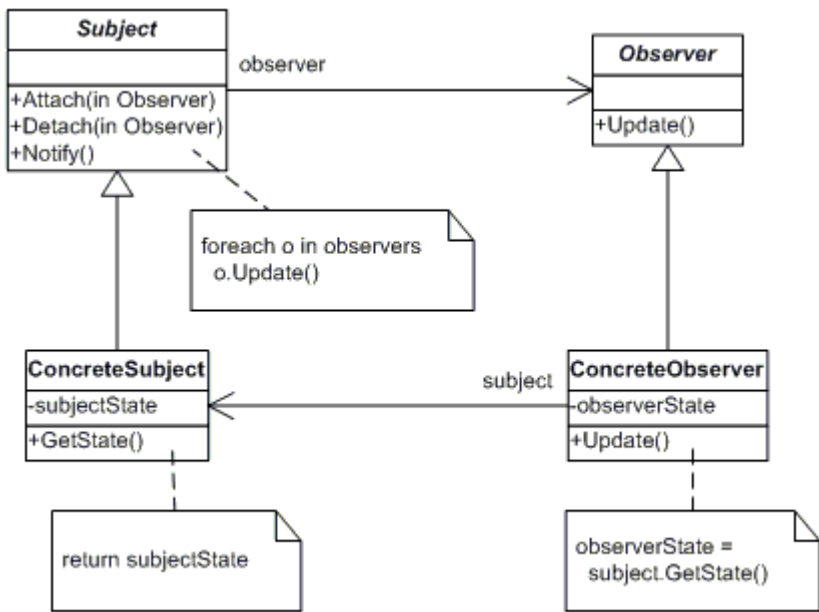 Subject
+Attach(in Observer)
+Detach(in Observer)
+Notify()
observer
Observer
+Update()
foreach o in observers
o.Update()
ConcreteSubject
-subjectState
+GetState()
subject
ConcreteObserver
-observerState
+Update()
return subjectState
observerState =
subject.GetState()